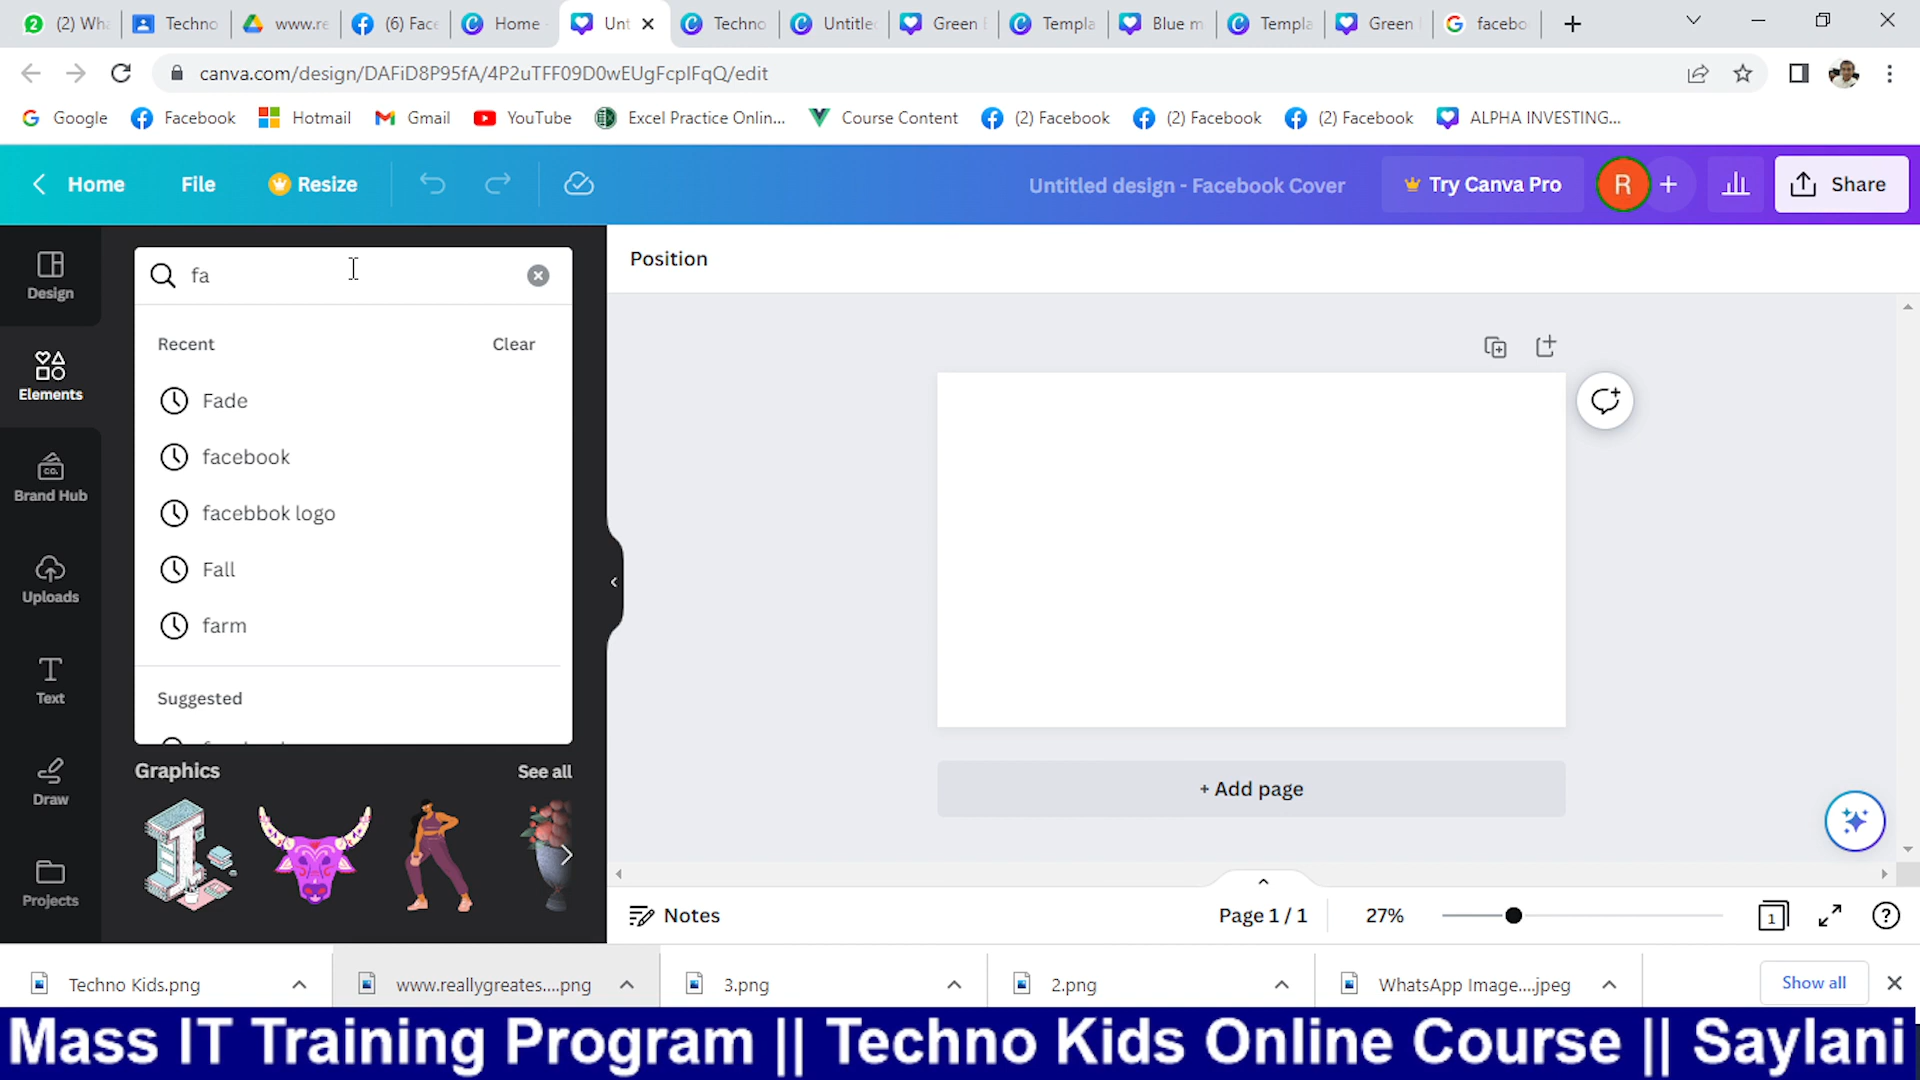 (2) Wha
Techno
www.re
(6) Face
Home
Unt
Techno
Untitle
Green
Templa
Blue m
Templa
Green
facebo
canva.com/design/DAFiD8P95fA/4P2uTFF09D0wEUgFcpIFqQ/edit
Google
Facebook
Hotmail
Gmail
YouTube
Excel Practice Onlin...
Course Content
(2) Facebook
(2) Facebook
(2) Facebook
ALPHA INVESTING...
Home
File
Resize
Untitled design - Facebook Cover
Try Canva Pro
R
Share
Design
Elements
Brand Hub
Uploads
Text
Draw
Projects
fa
Recent
Clear
Fade
facebook
facebbok logo
Fall
farm
Suggested
Graphics
See all
Position
+ Add page
Notes
Page 1 / 1
27%
1
Techno Kids.png
www.reallygreates....png
3.png
2.png
WhatsApp Image....jpeg
Show all
Mass IT Training Program || Techno Kids Online Course || Saylani